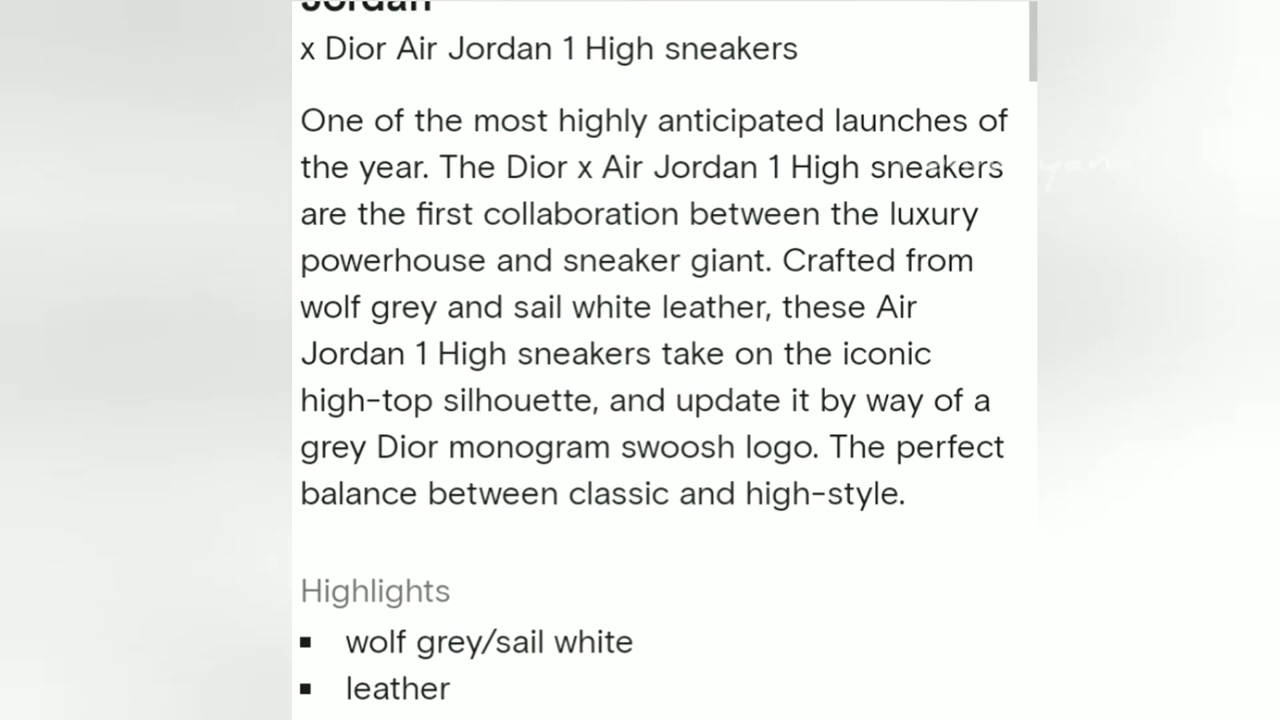 Jordan
x Dior Air Jordan 1 High sneakers
One of the most highly anticipated launches of
the year. The Dior x Air Jordan 1 High sneakers
are the first collaboration between the luxury
powerhouse and sneaker giant. Crafted from
wolf grey and sail white leather, these Air
Jordan 1 High sneakers take on the iconic
high-top silhouette, and update it by way of a
grey Dior monogram swoosh logo. The perfect
balance between classic and high-style.
Highlights
▪ wolf grey/sail white
▪ leather